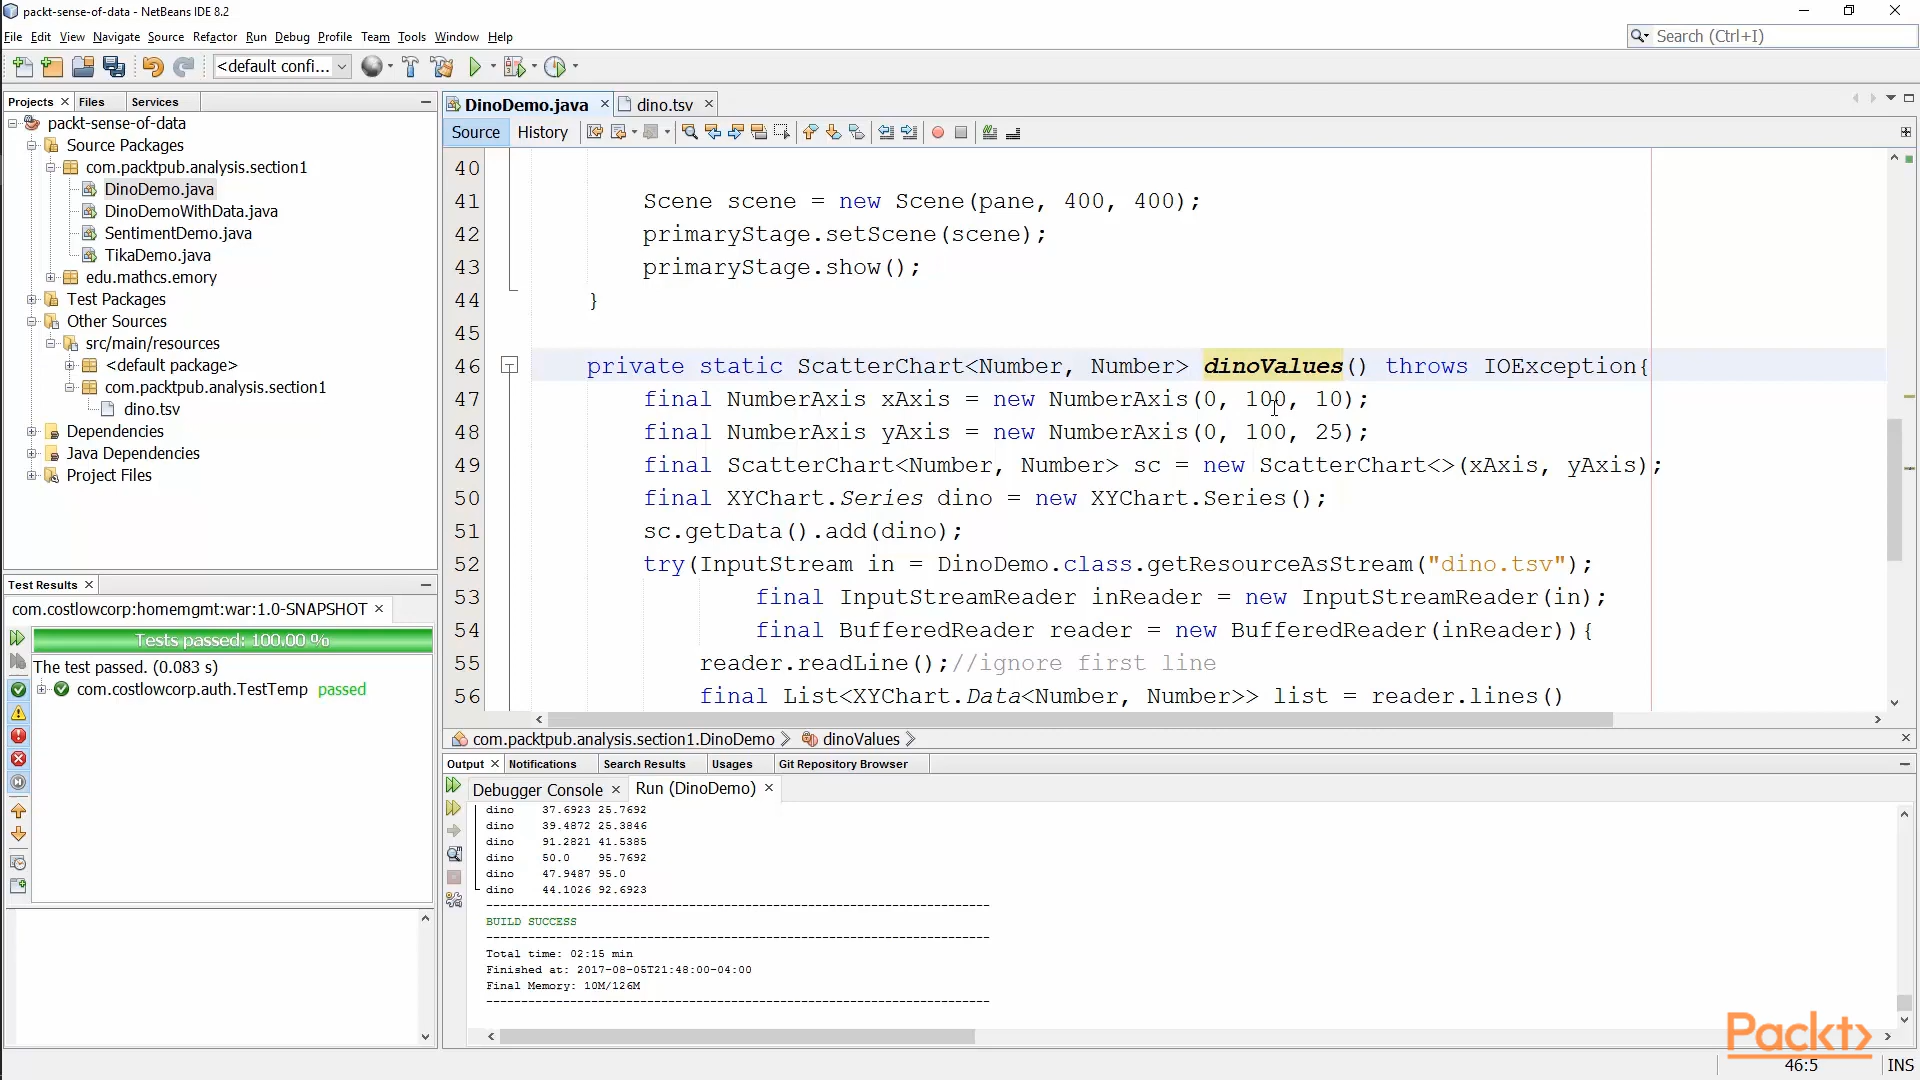 packt-sense-of-data - NetBeans IDE 8.2
File Edit View Navigate Source Refactor Run Debug Profile Team Tools Window Help
Search (Ctrl+I)
<default confi...
Projects Files Services
packt-sense-of-data
Source Packages
com.packtpub.analysis.section1
DinoDemo.java
DinoDemoWithData.java
SentimentDemo.java
TikaDemo.java
edu.mathcs.emory
Test Packages
Other Sources
src/main/resources
<default package>
com.packtpub.analysis.section1
dino.tsv
Dependencies
Java Dependencies
Project Files
Test Results
com.costlowcorp:homemgmt:war:1.0-SNAPSHOT
Tests passed: 100.00 %
The test passed. (0.083 s)
com.costlowcorp.auth.TestTemp passed
DinoDemo.java dino.tsv
Source History
40
41 Scene scene = new Scene(pane, 400, 400);
42 primaryStage.setScene(scene);
43 primaryStage.show();
44 }
45
46 private static ScatterChart<Number, Number> dinoValues() throws IOException{
47 final NumberAxis xAxis = new NumberAxis(0, 100, 10);
48 final NumberAxis yAxis = new NumberAxis(0, 100, 25);
49 final ScatterChart<Number, Number> sc = new ScatterChart<>(xAxis, yAxis);
50 final XYChart.Series dino = new XYChart.Series();
51 sc.getData().add(dino);
52 try(InputStream in = DinoDemo.class.getResourceAsStream("dino.tsv");
53 final InputStreamReader inReader = new InputStreamReader(in);
54 final BufferedReader reader = new BufferedReader(inReader)){
55 reader.readLine();//ignore first line
56 final List<XYChart.Data<Number, Number>> list = reader.lines()
com.packtpub.analysis.section1.DinoDemo dinoValues
Output Notifications Search Results Usages Git Repository Browser
Debugger Console Run (DinoDemo)
dino 37.6923 25.7692
dino 39.4872 25.3846
dino 91.2821 41.5385
dino 50.0 95.7692
dino 47.9487 95.0
dino 44.1026 92.6923
------------------------------------------------------------------------
BUILD SUCCESS
------------------------------------------------------------------------
Total time: 02:15 min
Finished at: 2017-08-05T21:48:00-04:00
Final Memory: 10M/126M
------------------------------------------------------------------------
Packt>
46:5 INS